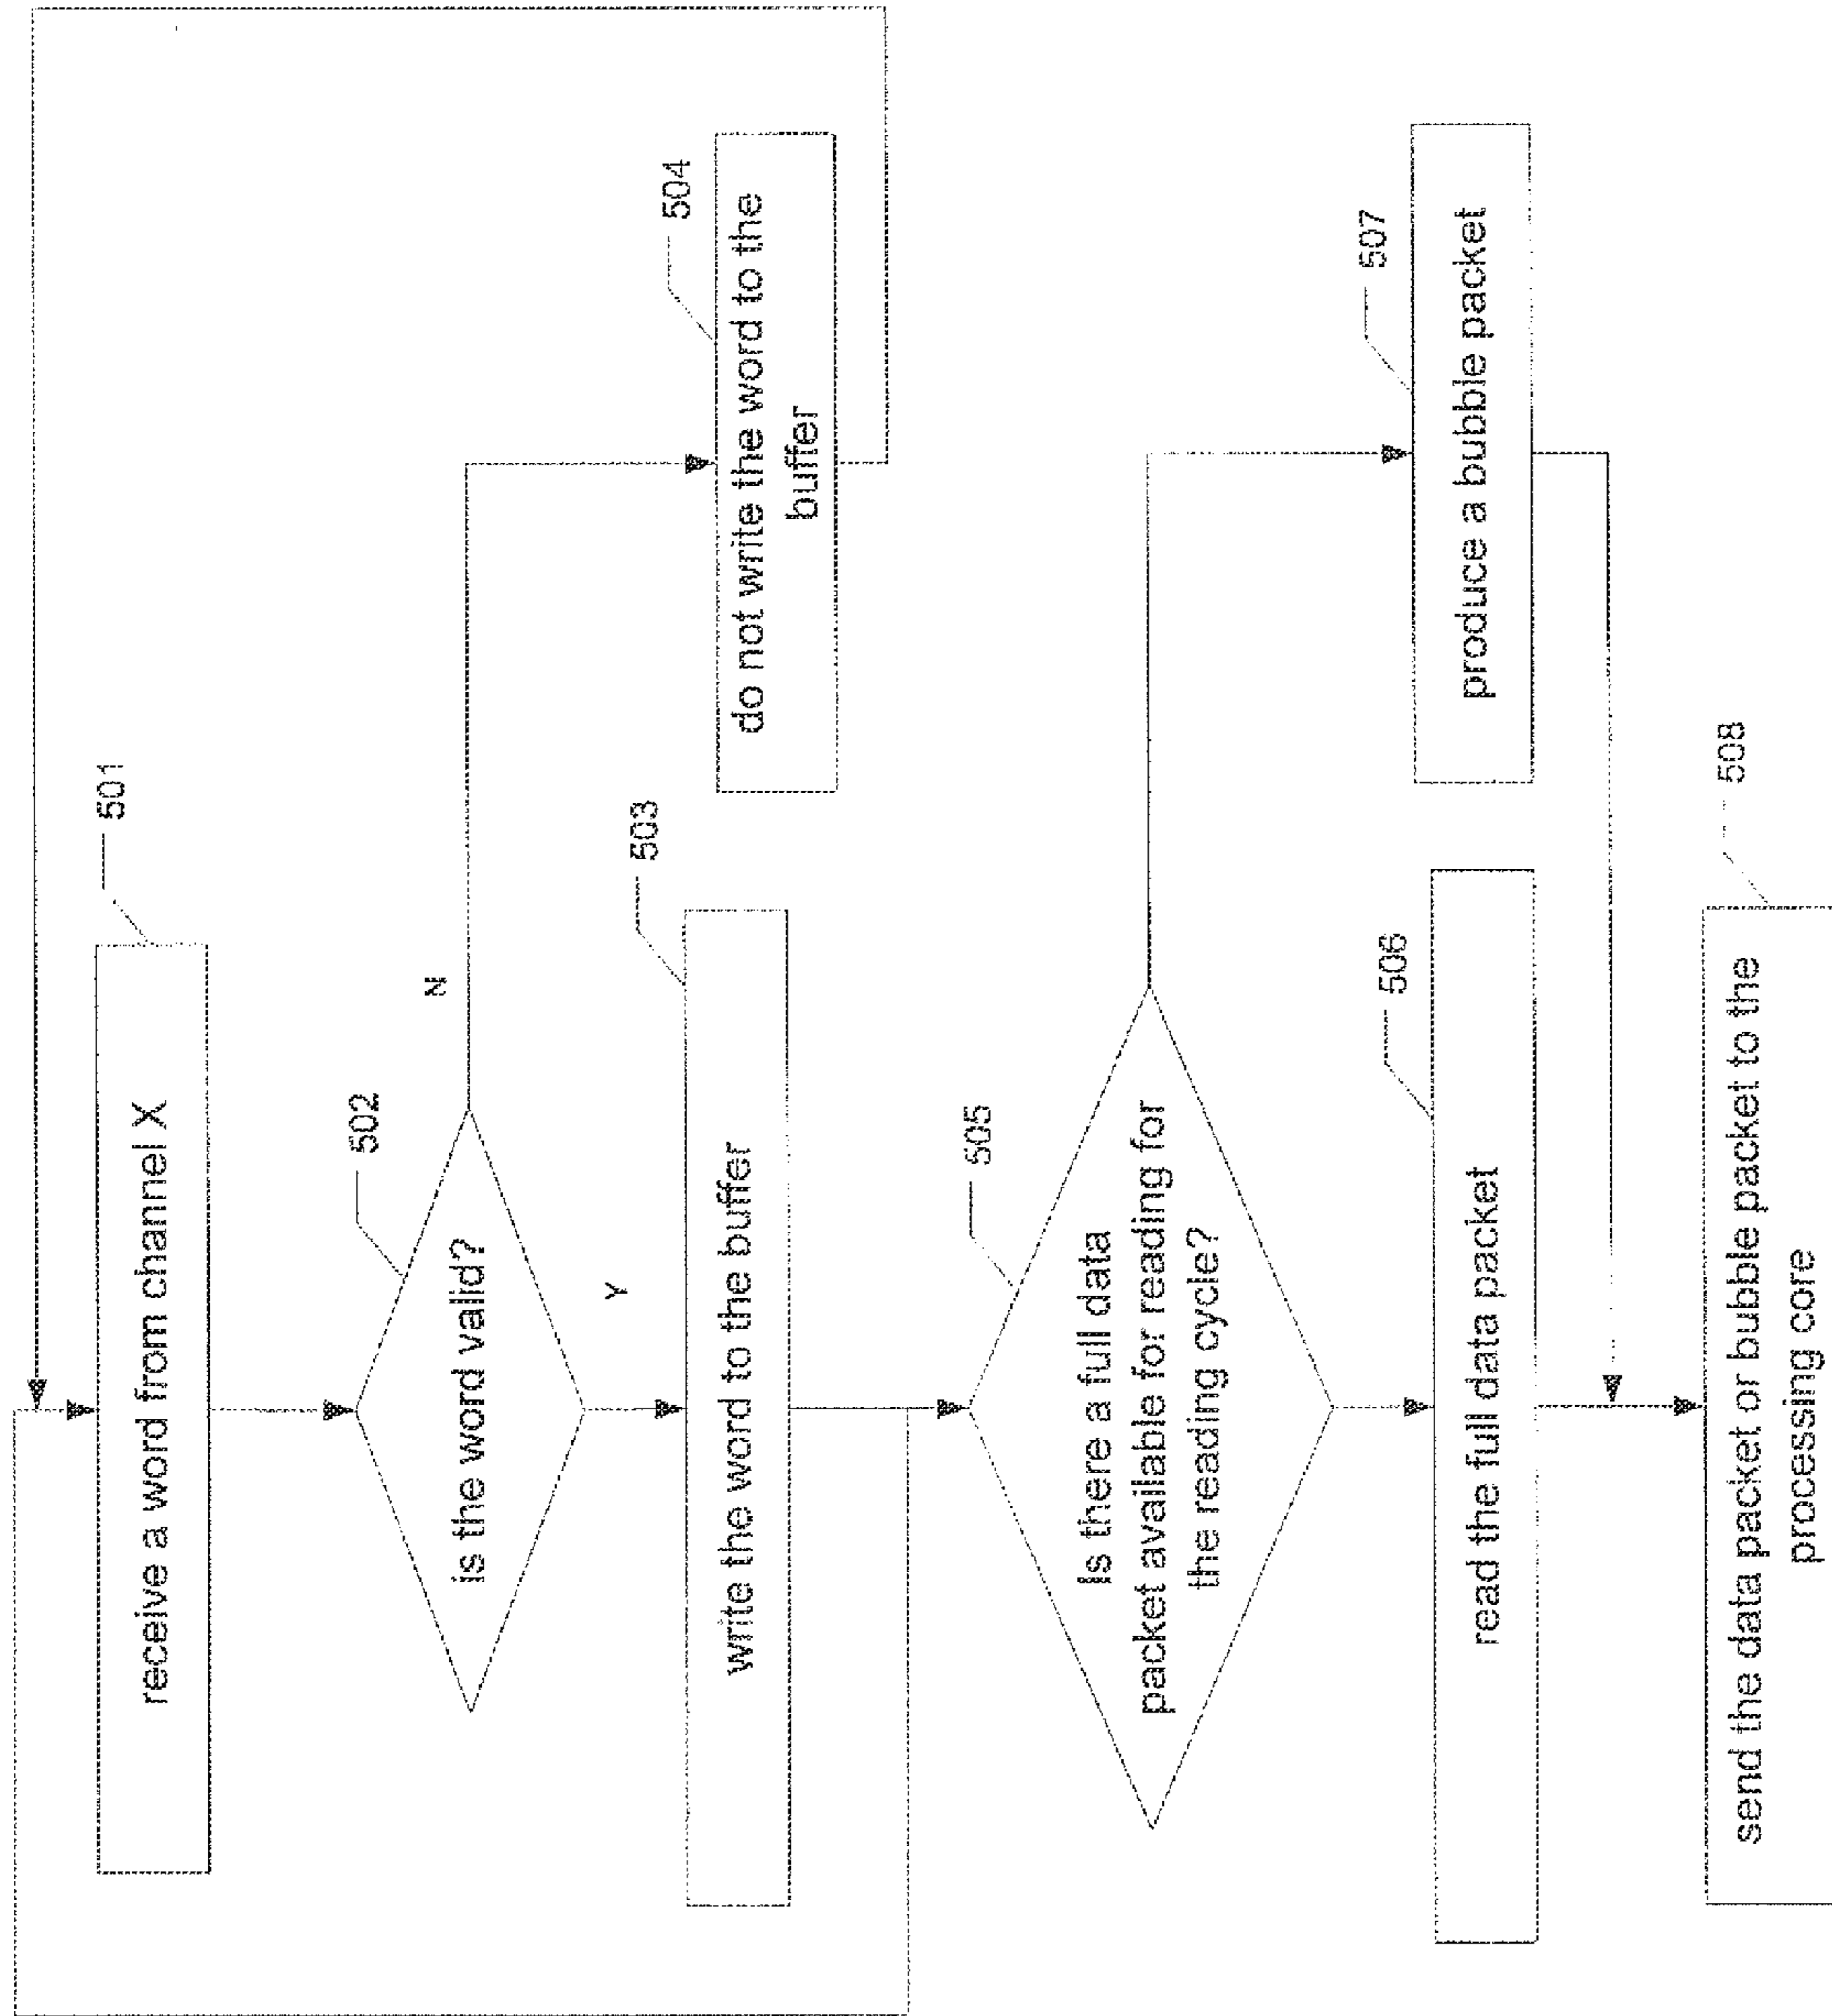 501
receive a word from channel X
502
is the word valid?
N
Y
503
write the word to the buffer
504
do not write the word to the
buffer
505
Is there a full data
packet available for reading for
the reading cycle?
506
read the full data packet
507
produce a bubble packet
508
send the data packet or bubble packet to the
processing core